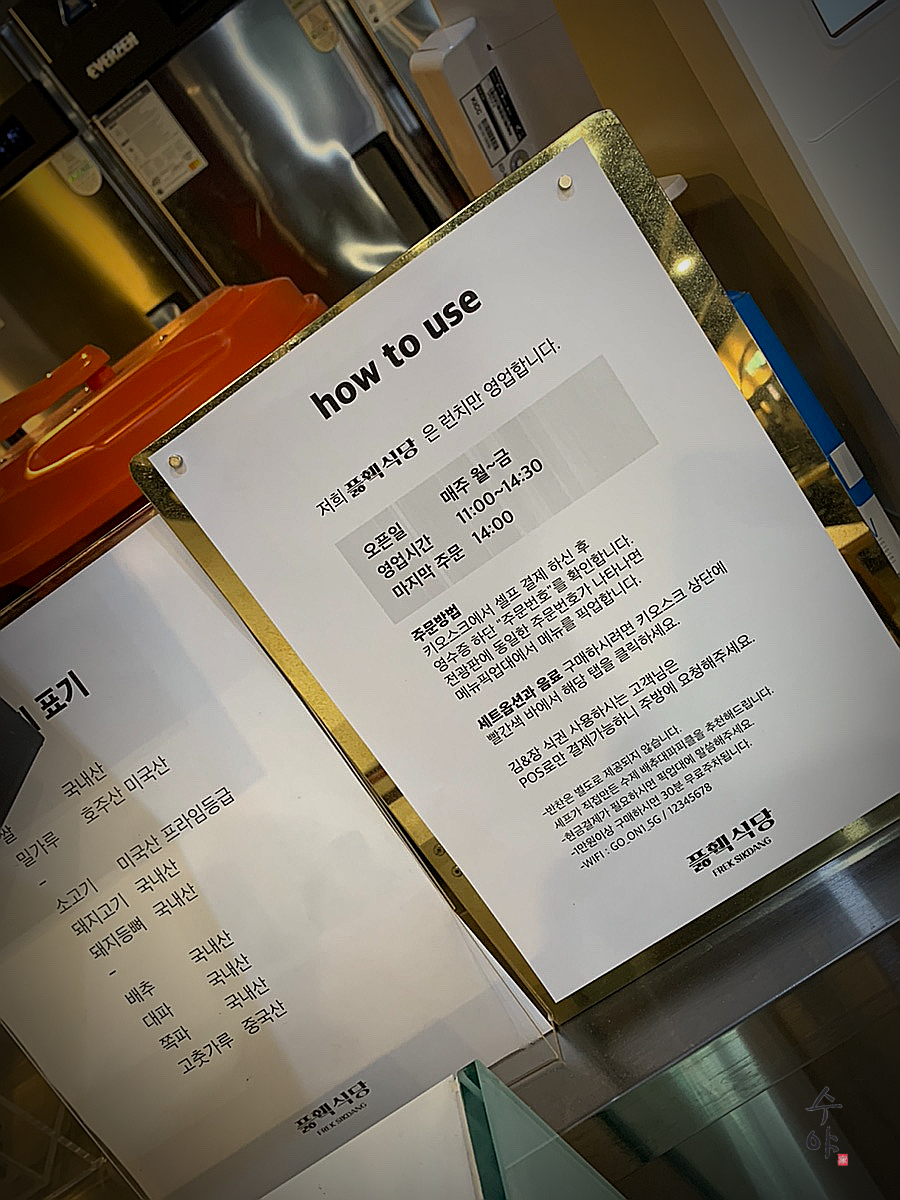 EVERZEN
how to use
저희 퓶헥식당 은 런치만 영업합니다.
오픈일 매주 월~금
영업시간 11:00~14:30
마지막 주문 14:00
주문방법
키오스크에서 셀프 결제 하신 후
영수증 하단 "주문번호"를 확인합니다.
전광판에 동일한 주문번호가 나타나면
메뉴픽업대에서 메뉴를 픽업합니다.
세트옵션과 음료 구매하시려면 키오스크 상단에
빨간색 바에서 해당 탭을 클릭하세요.
김&장 식권 사용하시는 고객님은
POS로만 결제가능하니 주방에 요청해주세요.
-반찬은 별도로 제공되지 않습니다.
셰프가 직접만든 수제 배추대파피클을 추천해드립니다.
-현금결제가 필요하시면 픽업대에 말씀해주세요
-1만원이상 구매하시면 30분 무료주차됩니다.
-WIFI : GO_ON1_5G / 12345678
식당
FREK SIKDANG
표기
쌀 국내산
밀가루 호주산 미국산
-
소고기 미국산 프라임등급
돼지고기 국내산
돼지등뼈 국내산
-
배추 국내산
대파 국내산
쪽파 국내산
고춧가루 중국산
식당
FREK SIKDANG
수야